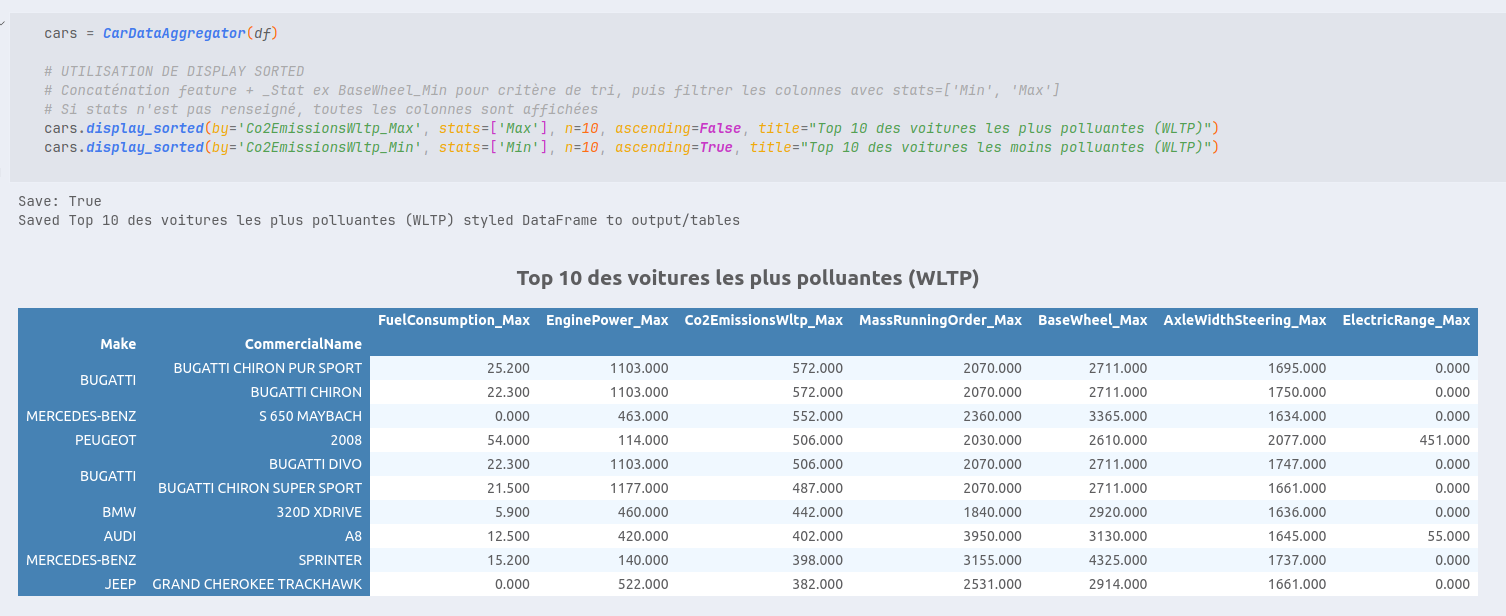 cars = CarDataAggregator(df)
# UTILISATION DE DISPLAY SORTED
# Concaténation feature + _Stat ex BaseWheel_Min pour critère de tri, puis filtrer les colonnes avec stats=['Min', 'Max']
# Si stats n'est pas renseigné, toutes les colonnes sont affichées
cars.display_sorted(by='Co2EmissionsWltp_Max', stats=['Max'], n=10, ascending=False, title="Top 10 des voitures les plus polluantes (WLTP)")
cars.display_sorted(by='Co2EmissionsWltp_Min', stats=['Min'], n=10, ascending=True, title="Top 10 des voitures les moins polluantes (WLTP)")
Save: True
Saved Top 10 des voitures les plus polluantes (WLTP) styled DataFrame to output/tables
Top 10 des voitures les plus polluantes (WLTP)
FuelConsumption_Max EnginePower_Max Co2EmissionsWltp_Max MassRunningOrder_Max BaseWheel_Max AxleWidthSteering_Max ElectricRange_Max
Make CommercialName
BUGATTI BUGATTI CHIRON PUR SPORT 25.200 1103.000 572.000 2070.000 2711.000 1695.000 0.000
BUGATTI CHIRON 22.300 1103.000 572.000 2070.000 2711.000 1750.000 0.000
MERCEDES-BENZ S 650 MAYBACH 0.000 463.000 552.000 2360.000 3365.000 1634.000 0.000
PEUGEOT 2008 54.000 114.000 506.000 2030.000 2610.000 2077.000 451.000
BUGATTI BUGATTI DIVO 22.300 1103.000 506.000 2070.000 2711.000 1747.000 0.000
BUGATTI CHIRON SUPER SPORT 21.500 1177.000 487.000 2070.000 2711.000 1661.000 0.000
BMW 320D XDRIVE 5.900 460.000 442.000 1840.000 2920.000 1636.000 0.000
AUDI A8 12.500 420.000 402.000 3950.000 3130.000 1645.000 55.000
MERCEDES-BENZ SPRINTER 15.200 140.000 398.000 3155.000 4325.000 1737.000 0.000
JEEP GRAND CHEROKEE TRACKHAWK 0.000 522.000 382.000 2531.000 2914.000 1661.000 0.000